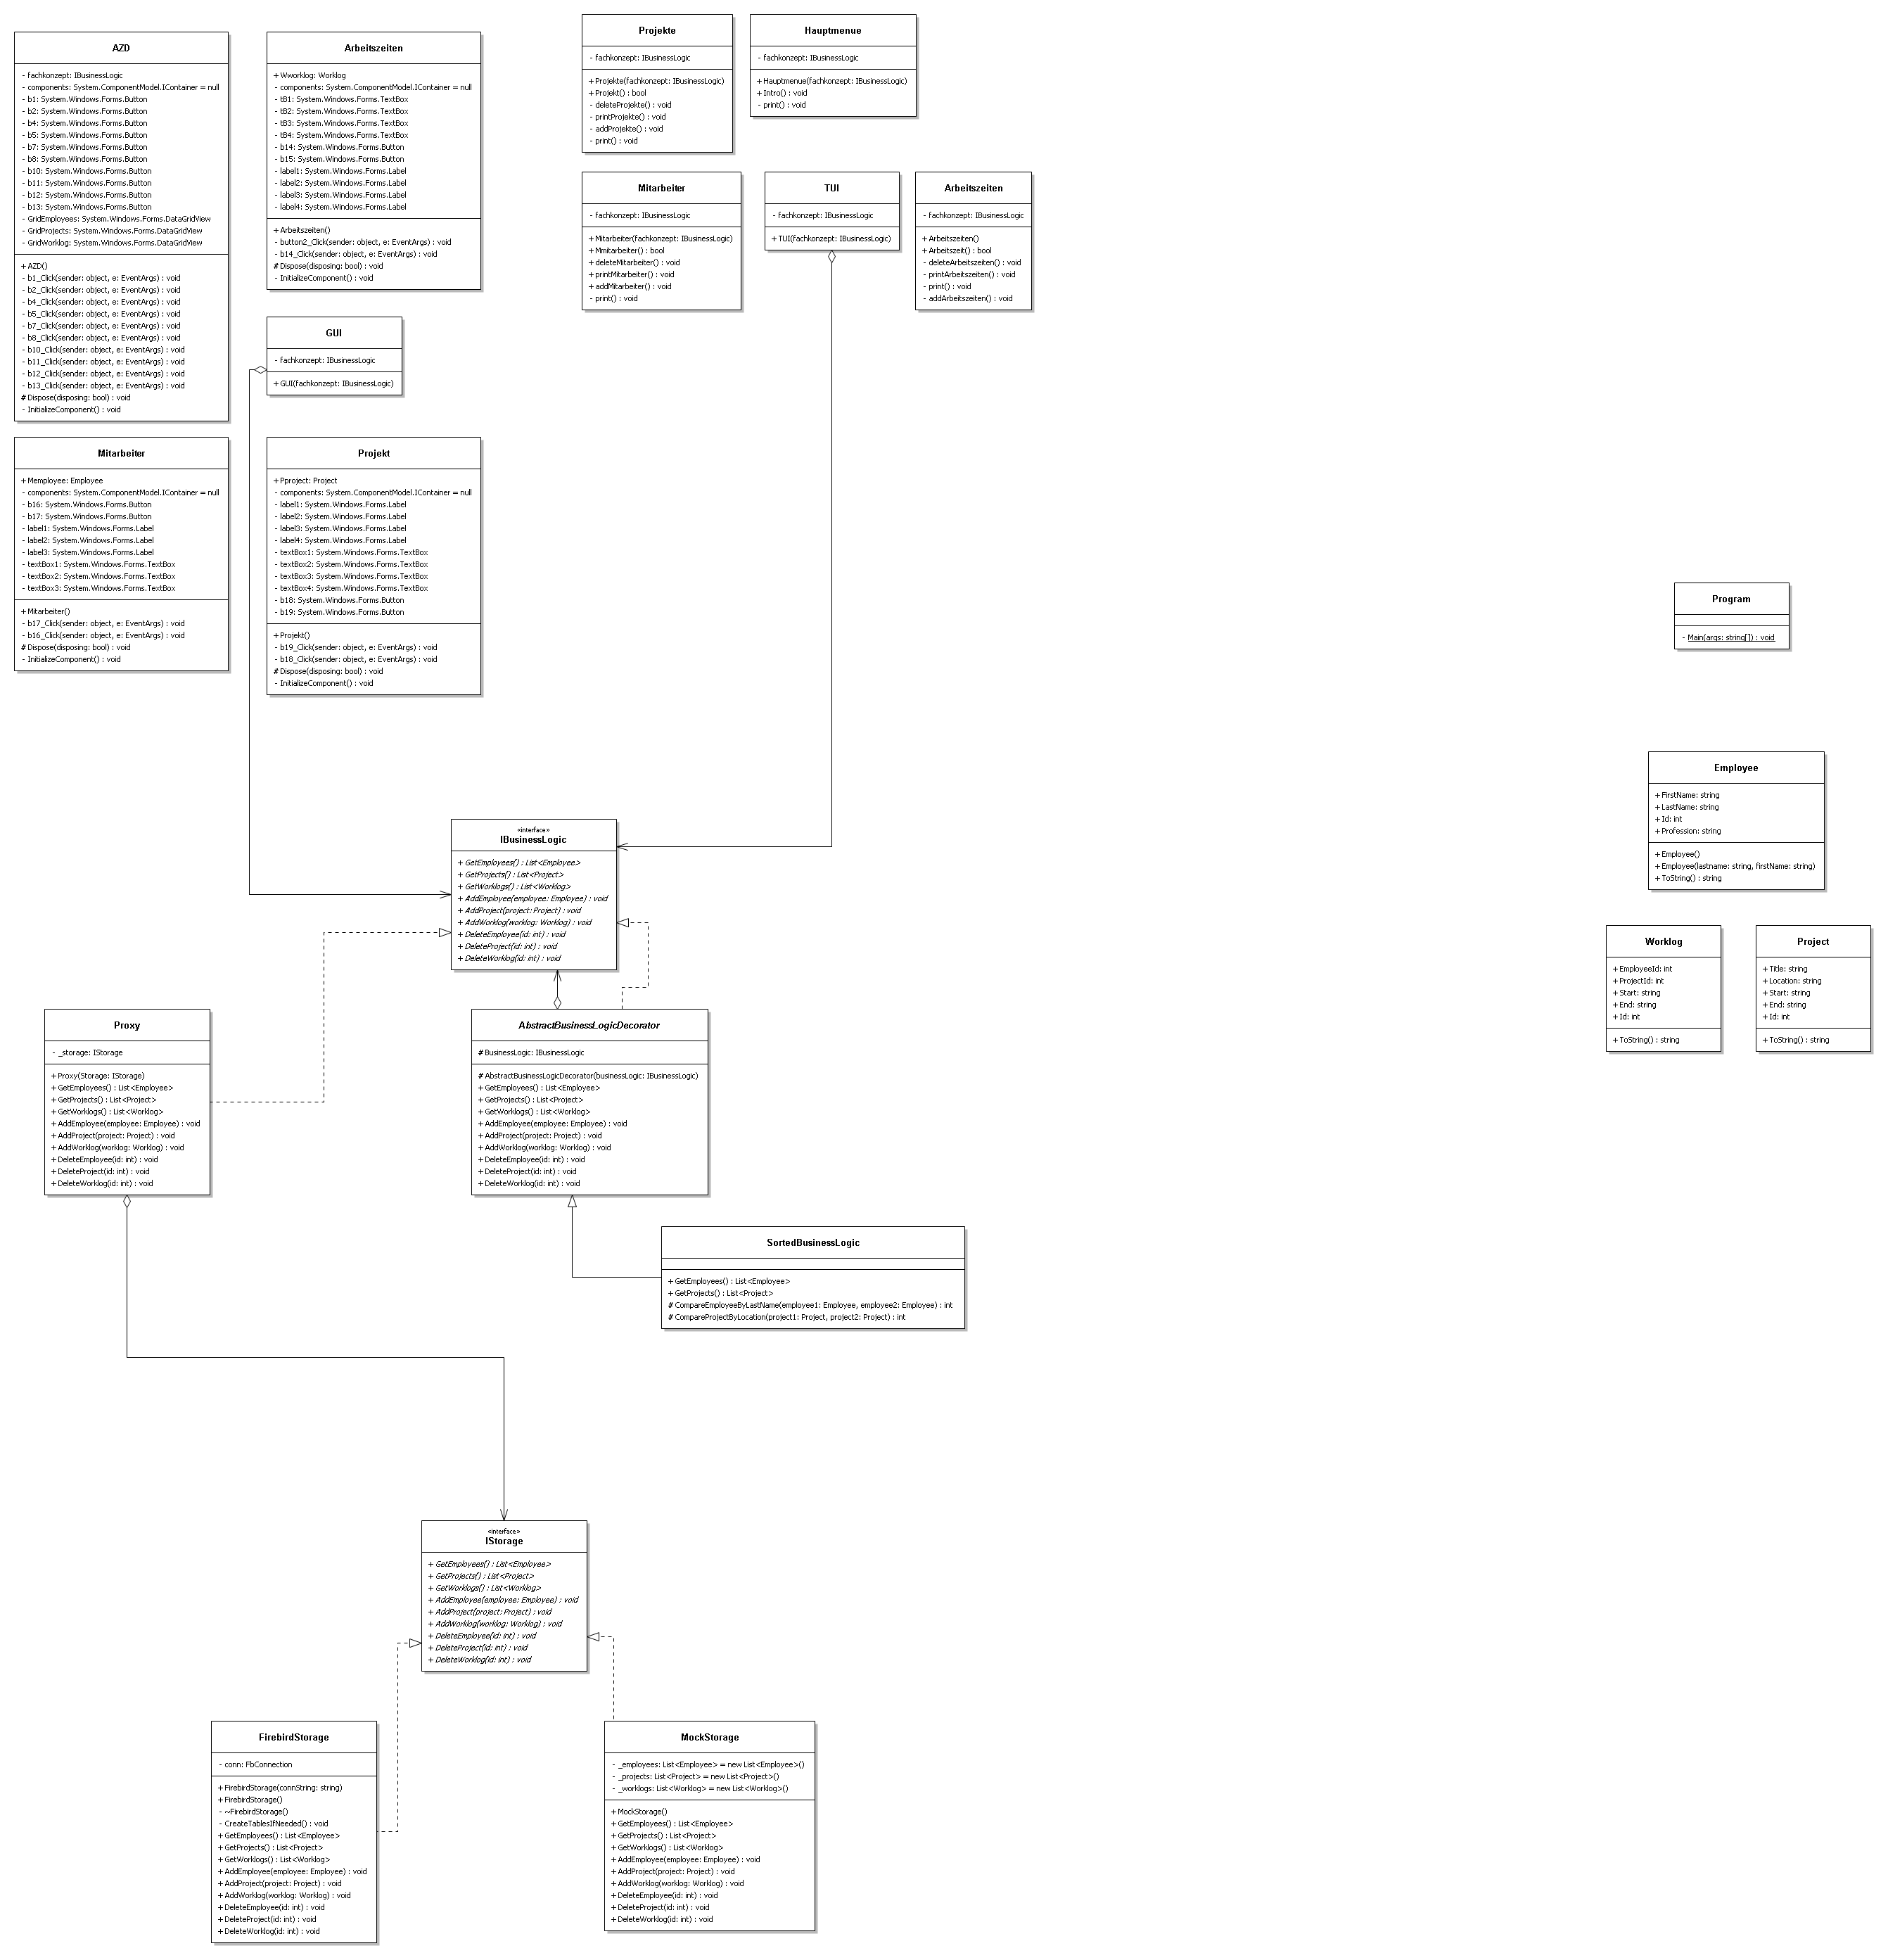 AZD
- fachkonzept: IBusinessLogic
- components: System.ComponentModel.IContainer = null
- b1: System.Windows.Forms.Button
- b2: System.Windows.Forms.Button
- b4: System.Windows.Forms.Button
- b5: System.Windows.Forms.Button
- b7: System.Windows.Forms.Button
- b8: System.Windows.Forms.Button
- b10: System.Windows.Forms.Button
- b11: System.Windows.Forms.Button
- b12: System.Windows.Forms.Button
- b13: System.Windows.Forms.Button
- GridEmployees: System.Windows.Forms.DataGridView
- GridProjects: System.Windows.Forms.DataGridView
- GridWorklog: System.Windows.Forms.DataGridView
+ AZD()
- b1_Click(sender: object, e: EventArgs) : void
- b2_Click(sender: object, e: EventArgs) : void
- b4_Click(sender: object, e: EventArgs) : void
- b5_Click(sender: object, e: EventArgs) : void
- b7_Click(sender: object, e: EventArgs) : void
- b8_Click(sender: object, e: EventArgs) : void
- b10_Click(sender: object, e: EventArgs) : void
- b11_Click(sender: object, e: EventArgs) : void
- b12_Click(sender: object, e: EventArgs) : void
- b13_Click(sender: object, e: EventArgs) : void
# Dispose(disposing: bool) : void
- InitializeComponent() : void
Arbeitszeiten
+ Wworklog: Worklog
- components: System.ComponentModel.IContainer = null
- tB1: System.Windows.Forms.TextBox
- tB2: System.Windows.Forms.TextBox
- tB3: System.Windows.Forms.TextBox
- tB4: System.Windows.Forms.TextBox
- b14: System.Windows.Forms.Button
- b15: System.Windows.Forms.Button
- label1: System.Windows.Forms.Label
- label2: System.Windows.Forms.Label
- label3: System.Windows.Forms.Label
- label4: System.Windows.Forms.Label
+ Arbeitszeiten()
- button2_Click(sender: object, e: EventArgs) : void
- b14_Click(sender: object, e: EventArgs) : void
# Dispose(disposing: bool) : void
- InitializeComponent() : void
Projekte
- fachkonzept: IBusinessLogic
+ Projekte(fachkonzept: IBusinessLogic)
+ Projekt() : bool
- deleteProjekte() : void
- printProjekte() : void
- addProjekte() : void
- print() : void
Hauptmenue
- fachkonzept: IBusinessLogic
+ Hauptmenue(fachkonzept: IBusinessLogic)
+ Intro() : void
- print() : void
Mitarbeiter
- fachkonzept: IBusinessLogic
+ Mitarbeiter(fachkonzept: IBusinessLogic)
+ Mmitarbeiter() : bool
+ deleteMitarbeiter() : void
+ printMitarbeiter() : void
+ addMitarbeiter() : void
- print() : void
TUI
- fachkonzept: IBusinessLogic
+ TUI(fachkonzept: IBusinessLogic)
Arbeitszeiten
- fachkonzept: IBusinessLogic
+ Arbeitszeiten()
+ Arbeitszeit() : bool
- deleteArbeitszeiten() : void
- printArbeitszeiten() : void
- print() : void
- addArbeitszeiten() : void
GUI
- fachkonzept: IBusinessLogic
+ GUI(fachkonzept: IBusinessLogic)
Mitarbeiter
+ Memployee: Employee
- components: System.ComponentModel.IContainer = null
- b16: System.Windows.Forms.Button
- b17: System.Windows.Forms.Button
- label1: System.Windows.Forms.Label
- label2: System.Windows.Forms.Label
- label3: System.Windows.Forms.Label
- textBox1: System.Windows.Forms.TextBox
- textBox2: System.Windows.Forms.TextBox
- textBox3: System.Windows.Forms.TextBox
+ Mitarbeiter()
- b17_Click(sender: object, e: EventArgs) : void
- b16_Click(sender: object, e: EventArgs) : void
# Dispose(disposing: bool) : void
- InitializeComponent() : void
Projekt
+ Pproject: Project
- components: System.ComponentModel.IContainer = null
- label1: System.Windows.Forms.Label
- label2: System.Windows.Forms.Label
- label3: System.Windows.Forms.Label
- label4: System.Windows.Forms.Label
- textBox1: System.Windows.Forms.TextBox
- textBox2: System.Windows.Forms.TextBox
- textBox3: System.Windows.Forms.TextBox
- textBox4: System.Windows.Forms.TextBox
- b18: System.Windows.Forms.Button
- b19: System.Windows.Forms.Button
+ Projekt()
- b19_Click(sender: object, e: EventArgs) : void
- b18_Click(sender: object, e: EventArgs) : void
# Dispose(disposing: bool) : void
- InitializeComponent() : void
Program
- Main(args: string[]) : void
Employee
+ FirstName: string
+ LastName: string
+ Id: int
+ Profession: string
+ Employee()
+ Employee(lastname: string, firstName: string)
+ ToString() : string
Worklog
+ EmployeeId: int
+ ProjectId: int
+ Start: string
+ End: string
+ Id: int
+ ToString() : string
Project
+ Title: string
+ Location: string
+ Start: string
+ End: string
+ Id: int
+ ToString() : string
«interface»
IBusinessLogic
+ GetEmployees() : List<Employee>
+ GetProjects() : List<Project>
+ GetWorklogs() : List<Worklog>
+ AddEmployee(employee: Employee) : void
+ AddProject(project: Project) : void
+ AddWorklog(worklog: Worklog) : void
+ DeleteEmployee(id: int) : void
+ DeleteProject(id: int) : void
+ DeleteWorklog(id: int) : void
Proxy
- _storage: IStorage
+ Proxy(Storage: IStorage)
+ GetEmployees() : List<Employee>
+ GetProjects() : List<Project>
+ GetWorklogs() : List<Worklog>
+ AddEmployee(employee: Employee) : void
+ AddProject(project: Project) : void
+ AddWorklog(worklog: Worklog) : void
+ DeleteEmployee(id: int) : void
+ DeleteProject(id: int) : void
+ DeleteWorklog(id: int) : void
AbstractBusinessLogicDecorator
# BusinessLogic: IBusinessLogic
# AbstractBusinessLogicDecorator(businessLogic: IBusinessLogic)
+ GetEmployees() : List<Employee>
+ GetProjects() : List<Project>
+ GetWorklogs() : List<Worklog>
+ AddEmployee(employee: Employee) : void
+ AddProject(project: Project) : void
+ AddWorklog(worklog: Worklog) : void
+ DeleteEmployee(id: int) : void
+ DeleteProject(id: int) : void
+ DeleteWorklog(id: int) : void
SortedBusinessLogic
+ GetEmployees() : List<Employee>
+ GetProjects() : List<Project>
# CompareEmployeeByLastName(employee1: Employee, employee2: Employee) : int
# CompareProjectByLocation(project1: Project, project2: Project) : int
«interface»
IStorage
+ GetEmployees() : List<Employee>
+ GetProjects() : List<Project>
+ GetWorklogs() : List<Worklog>
+ AddEmployee(employee: Employee) : void
+ AddProject(project: Project) : void
+ AddWorklog(worklog: Worklog) : void
+ DeleteEmployee(id: int) : void
+ DeleteProject(id: int) : void
+ DeleteWorklog(id: int) : void
FirebirdStorage
- conn: FbConnection
+ FirebirdStorage(connString: string)
+ FirebirdStorage()
- ~FirebirdStorage()
- CreateTablesIfNeeded() : void
+ GetEmployees() : List<Employee>
+ GetProjects() : List<Project>
+ GetWorklogs() : List<Worklog>
+ AddEmployee(employee: Employee) : void
+ AddProject(project: Project) : void
+ AddWorklog(worklog: Worklog) : void
+ DeleteEmployee(id: int) : void
+ DeleteProject(id: int) : void
+ DeleteWorklog(id: int) : void
MockStorage
- _employees: List<Employee> = new List<Employee>()
- _projects: List<Project> = new List<Project>()
- _worklogs: List<Worklog> = new List<Worklog>()
+ MockStorage()
+ GetEmployees() : List<Employee>
+ GetProjects() : List<Project>
+ GetWorklogs() : List<Worklog>
+ AddEmployee(employee: Employee) : void
+ AddProject(project: Project) : void
+ AddWorklog(worklog: Worklog) : void
+ DeleteEmployee(id: int) : void
+ DeleteProject(id: int) : void
+ DeleteWorklog(id: int) : void